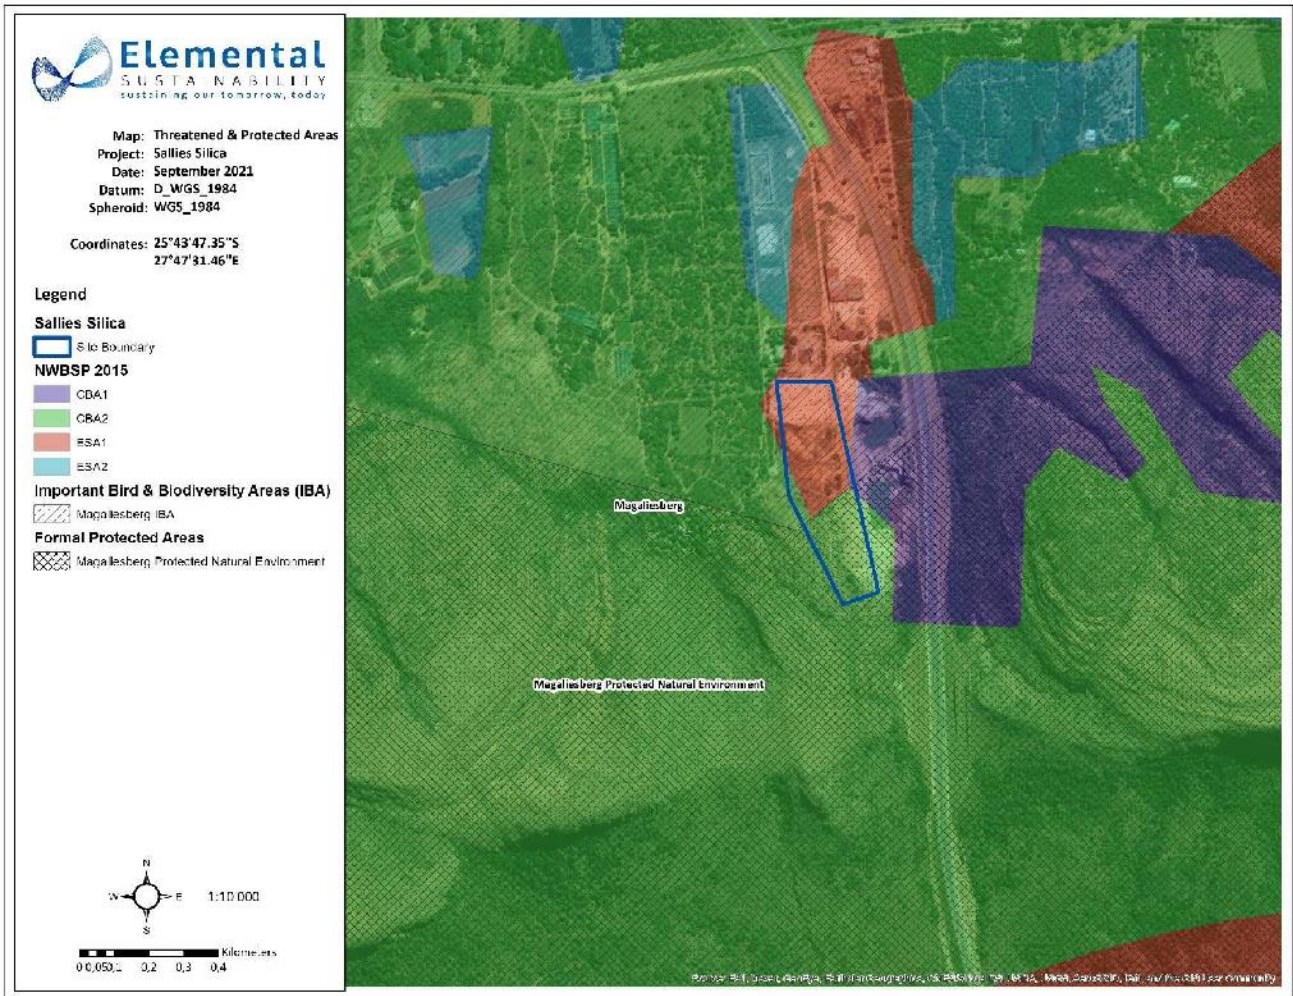 Elemental
SUSTAINABILITY
sustaining our tomorrow, today
Map: Threatened & Protected Areas
Project: Sallies Silica
Date: September 2021
Datum: D_WGS_1984
Spheroid: WGS_1984
Coordinates: 25°43'47.35"S
27°47'31.46"E
Legend
Sallies Silica
Site Boundary
NWBSP 2015
CBA1
CBA2
ESA1
ESA2
Important Bird & Biodiversity Areas (IBA)
Magaliesberg IBA
Formal Protected Areas
Magaliesberg Protected Natural Environment
N
W E
S
1:10 000
Kilometers
0 0,050,1 0,2 0,3 0,4
Magaliesberg
Magaliesberg Protected Natural Environment